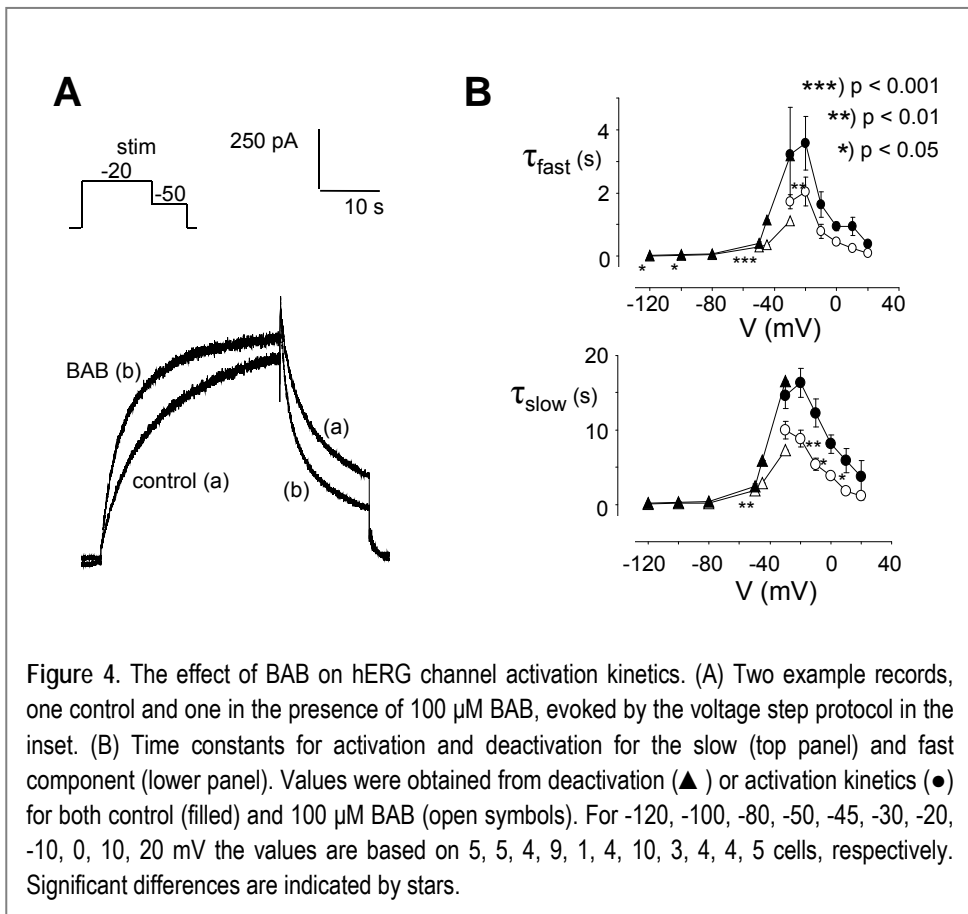 A
stim
-20
-50
250 pA
10 s
BAB (b)
control (a)
(a)
(b)
B
***) p < 0.001
**) p < 0.01
*) p < 0.05
τfast (s)
4
2
0
**
*
*
***
-120
-80
-40
0
40
V (mV)
20
τslow (s)
10
0
**
*
*
**
-120
-80
-40
0
40
V (mV)
Figure 4. The effect of BAB on hERG channel activation kinetics. (A) Two example records,
one control and one in the presence of 100 µM BAB, evoked by the voltage step protocol in the
inset. (B) Time constants for activation and deactivation for the slow (top panel) and fast
component (lower panel). Values were obtained from deactivation (▲ ) or activation kinetics (●)
for both control (filled) and 100 µM BAB (open symbols). For -120, -100, -80, -50, -45, -30, -20,
-10, 0, 10, 20 mV the values are based on 5, 5, 4, 9, 1, 4, 10, 3, 4, 4, 5 cells, respectively.
Significant differences are indicated by stars.